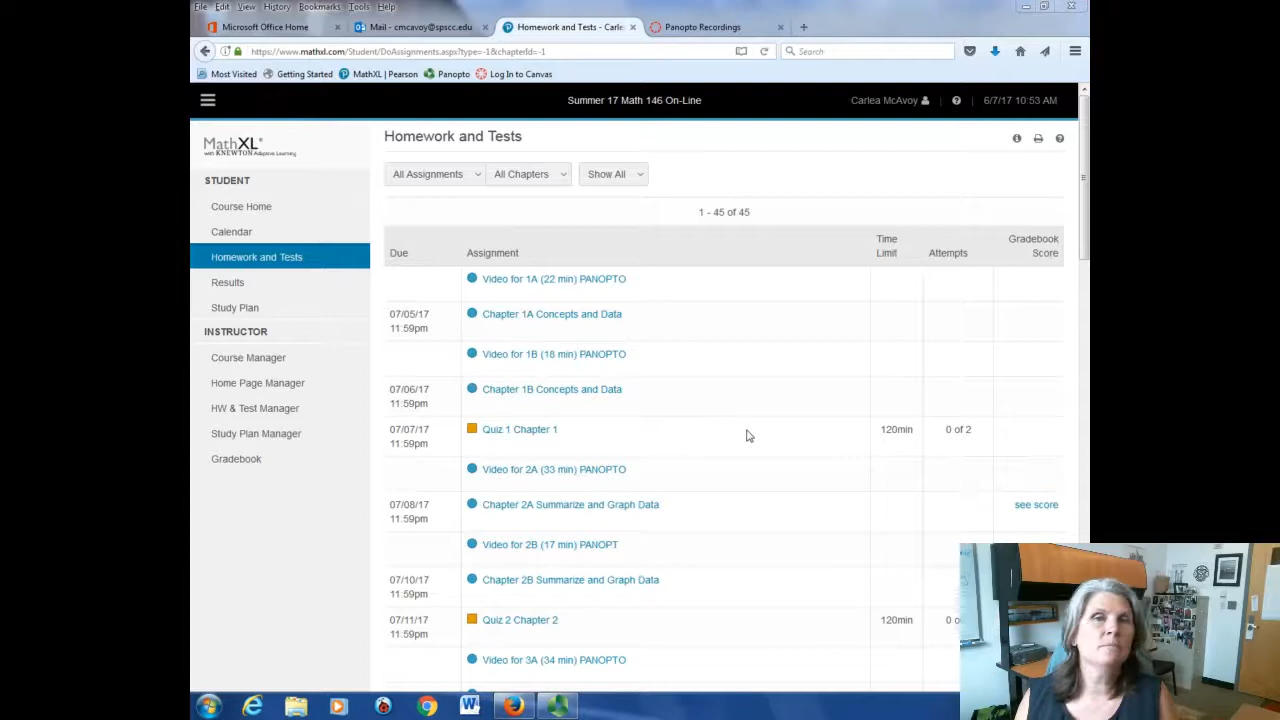 File Edit View History Bookmarks Tools Help
Microsoft Office Home
Mail - cmcavoy@spscc.edu
Homework and Tests - Carle
Panopto Recordings
https://www.mathxl.com/Student/DoAssignments.aspx?type=-1&chapterId=-1
Search
Most Visited Getting Started MathXL | Pearson Panopto Log In to Canvas
Summer 17 Math 146 On-Line
Carlea McAvoy
6/7/17 10:53 AM
MathXL®
with KNEWTON Adaptive Learning
STUDENT
Course Home
Calendar
Homework and Tests
Results
Study Plan
INSTRUCTOR
Course Manager
Home Page Manager
HW & Test Manager
Study Plan Manager
Gradebook
Homework and Tests
All Assignments All Chapters Show All
1 - 45 of 45
Due Assignment Time Limit Attempts Gradebook Score
Video for 1A (22 min) PANOPTO
07/05/17 11:59pm Chapter 1A Concepts and Data
Video for 1B (18 min) PANOPTO
07/06/17 11:59pm Chapter 1B Concepts and Data
07/07/17 11:59pm Quiz 1 Chapter 1 120min 0 of 2
Video for 2A (33 min) PANOPTO
07/08/17 11:59pm Chapter 2A Summarize and Graph Data see score
Video for 2B (17 min) PANOPT
07/10/17 11:59pm Chapter 2B Summarize and Graph Data
07/11/17 11:59pm Quiz 2 Chapter 2 120min 0 o
Video for 3A (34 min) PANOPTO